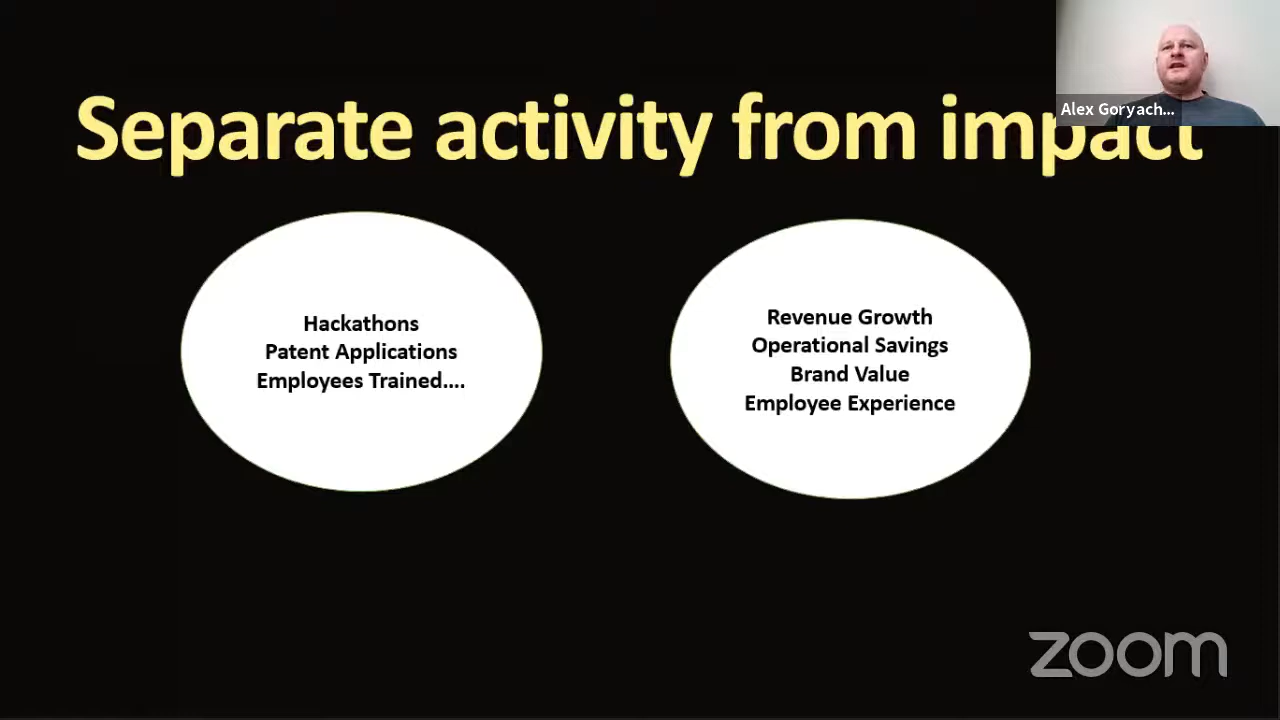 Separate activity from impact
Alex Goryach...
Hackathons
Patent Applications
Employees Trained....
Revenue Growth
Operational Savings
Brand Value
Employee Experience
zoom